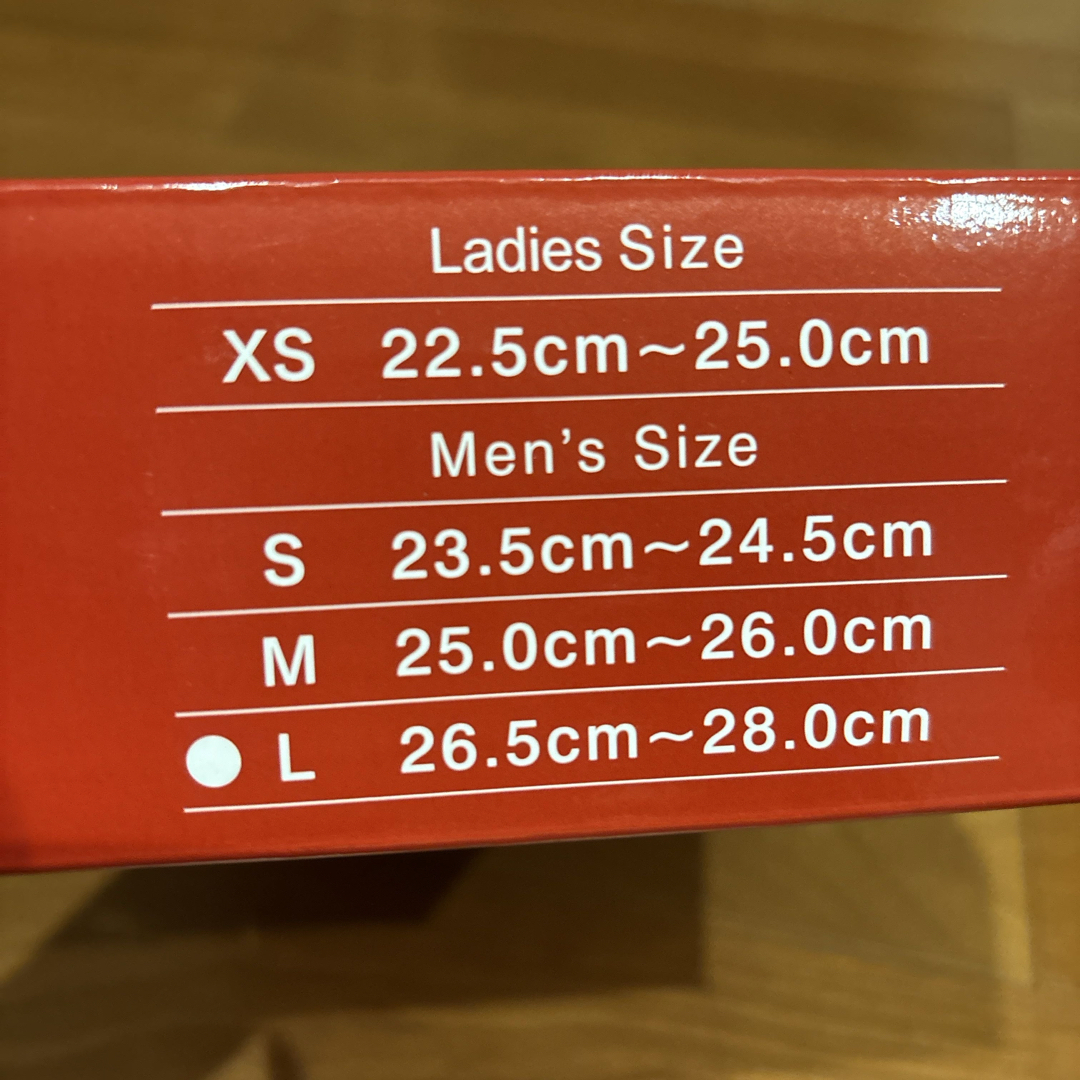 Ladies Size
XS 22.5cm~25.0cm
Men's Size
S 23.5cm~24.5cm
M 25.0cm~26.0cm
● L 26.5cm~28.0cm